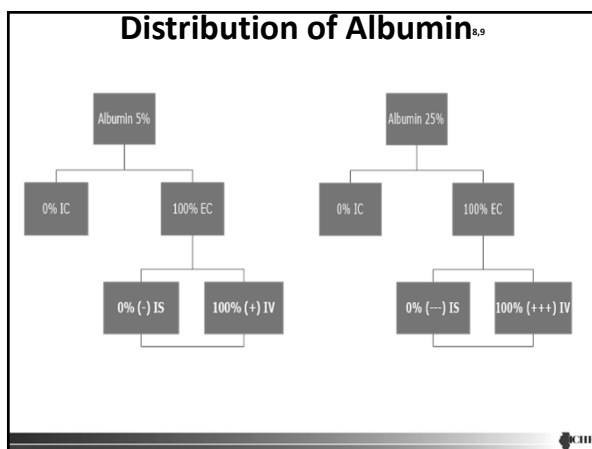 Distribution of Albumin8,9
Albumin 5%
Albumin 25%
0% IC
100% EC
0% IC
100% EC
0% (-) IS
100% (+) IV
0% (---) IS
100% (+++) IV
ICHP